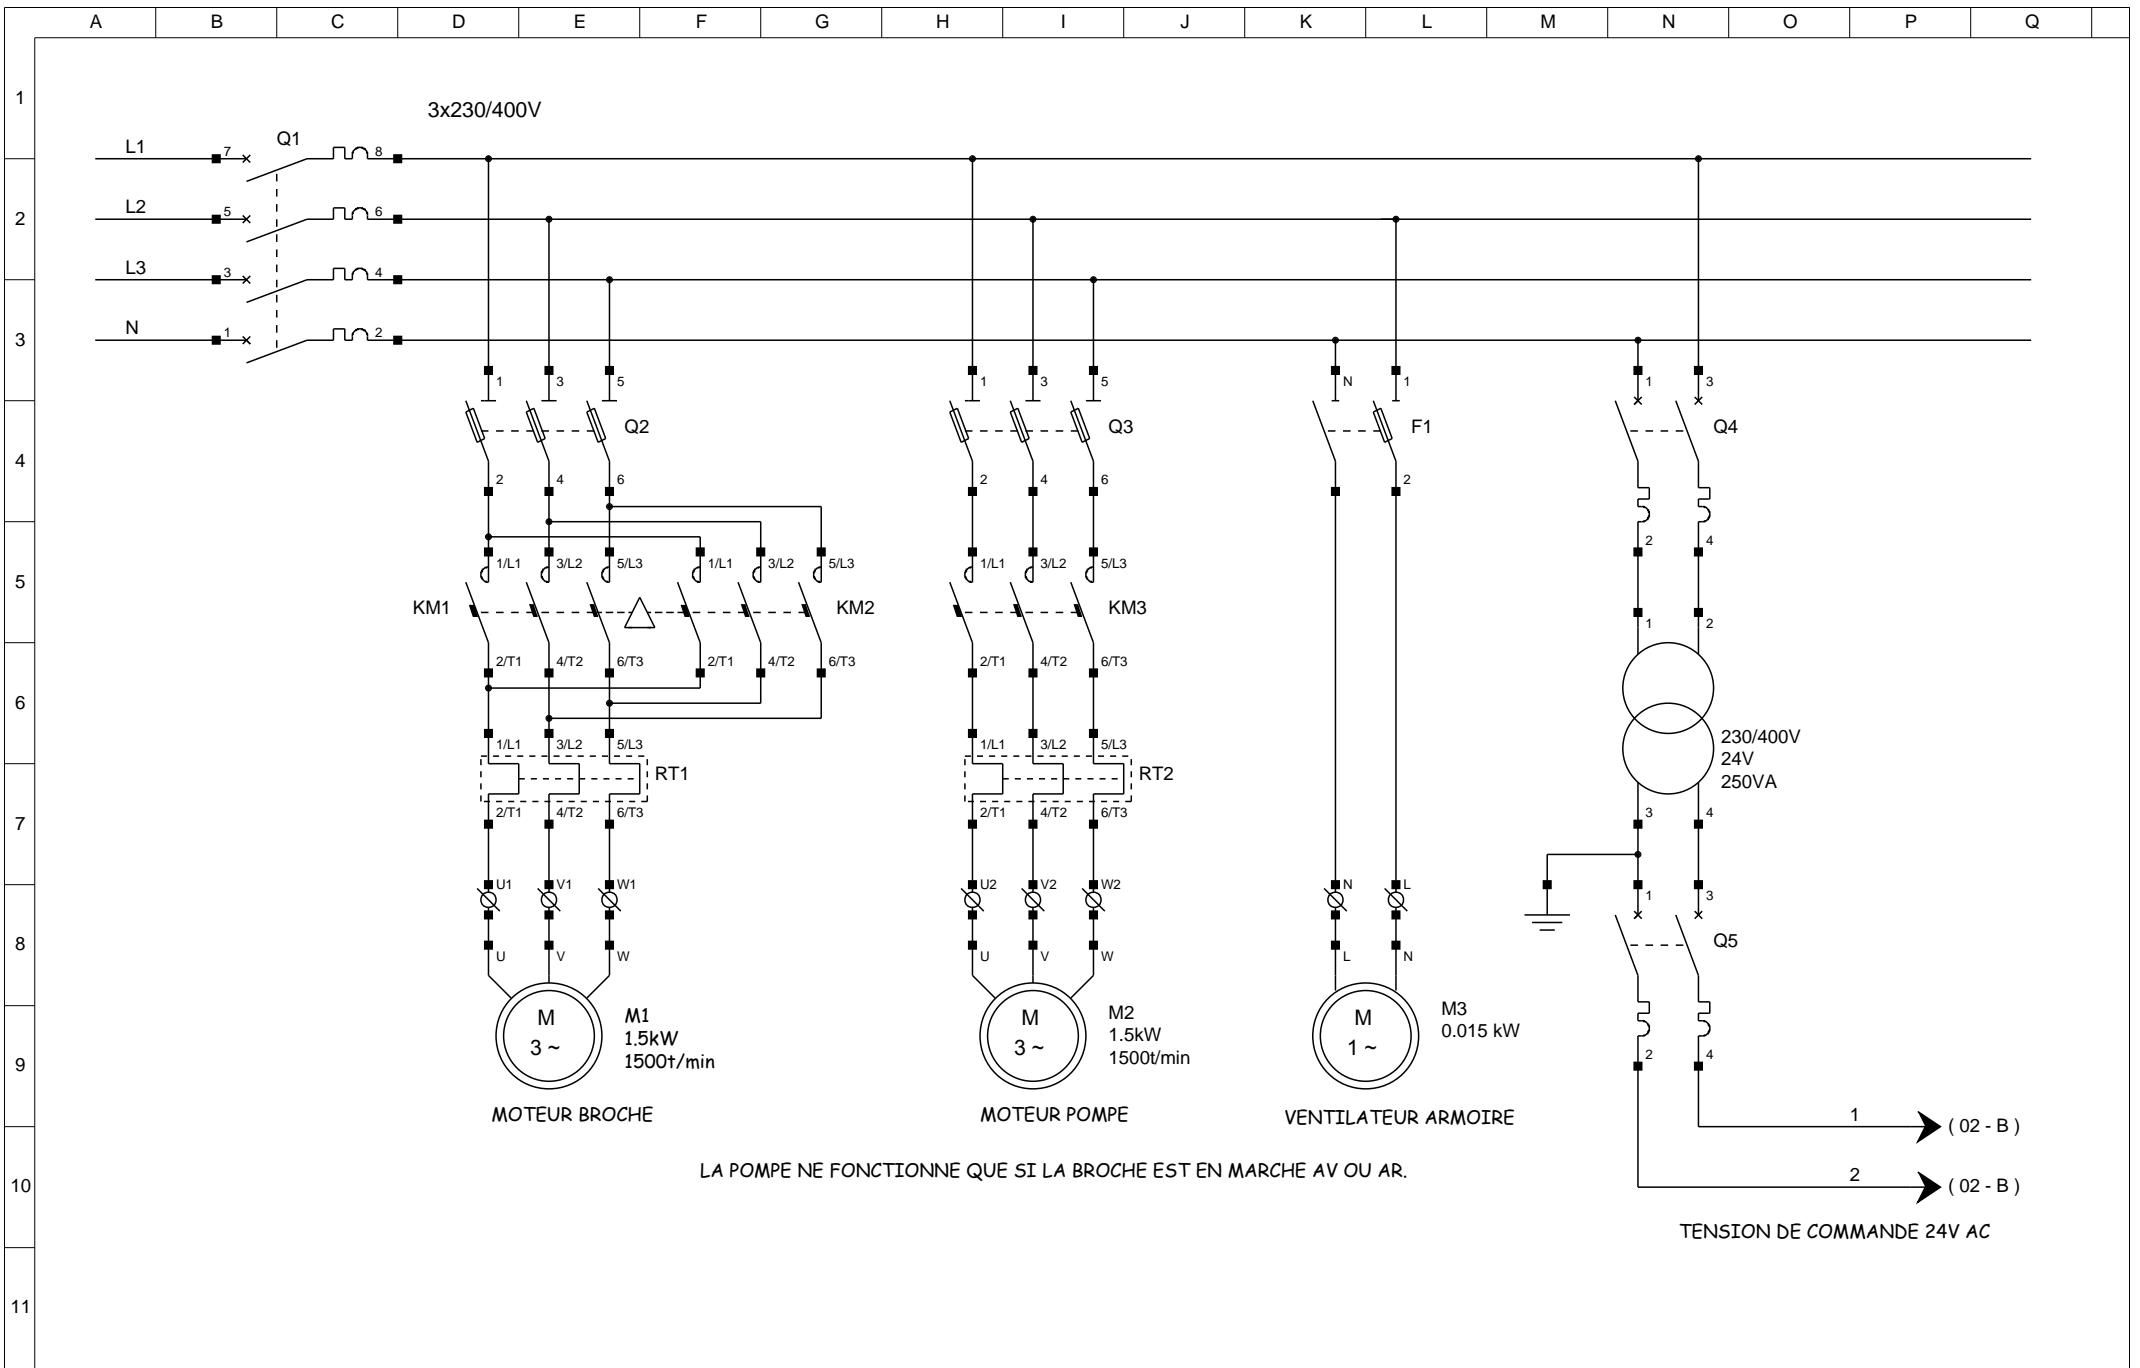 A B C D E F G H I J K L M N O P Q
1
3x230/400V
L1 7 Q1 8
2
L2 5 6
L3 3 4
3
N 1 2
1 3 5 1 3 5 N 1 1 3
Q2 Q3 F1 Q4
4
2 4 6 2 4 6 2
2 4
5
1/L1 3/L2 5/L3 1/L1 3/L2 5/L3 1/L1 3/L2 5/L3
KM1 KM2 KM3
1 2
2/T1 4/T2 6/T3 2/T1 4/T2 6/T3 2/T1 4/T2 6/T3
6
1/L1 3/L2 5/L3 1/L1 3/L2 5/L3
230/400V
24V
250VA
RT1 RT2
7
2/T1 4/T2 6/T3 2/T1 4/T2 6/T3 3 4
U1 V1 W1 U2 V2 W2 N L
1 3
8
Q5
U V W U V W L N
M
3 ~
M1
1.5kW
1500t/min
M
3 ~
M2
1.5kW
1500t/min
M
1 ~
M3
0.015 kW
9
2 4
MOTEUR BROCHE
MOTEUR POMPE
VENTILATEUR ARMOIRE
1 ( 02 - B )
LA POMPE NE FONCTIONNE QUE SI LA BROCHE EST EN MARCHE AV OU AR.
10
2 ( 02 - B )
TENSION DE COMMANDE 24V AC
11